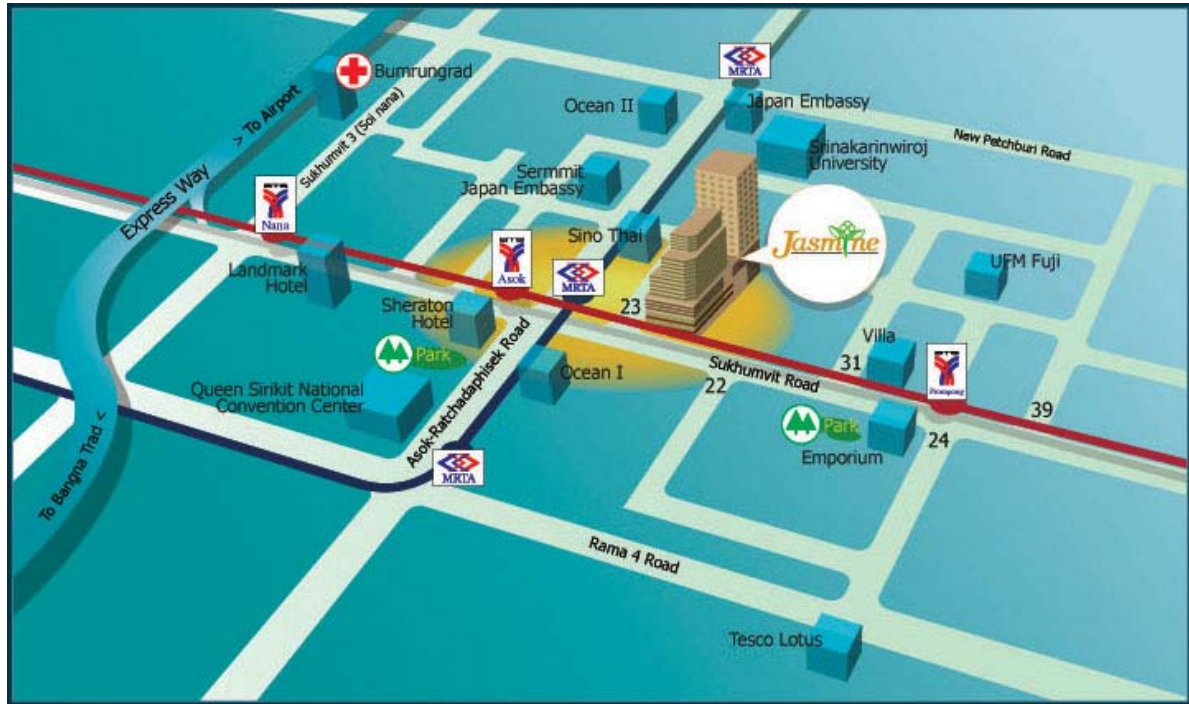 MRTA
Bumrungrad
Ocean II
Japan Embassy
> To Airport
Sukhumvit 3 (Soi nana)
New Petchburi Road
Srinakarinwiroj
University
Sermmit
Japan Embassy
Express Way
BTS
Nana
Sino Thai
Jasmine
BTS
Asok
MRTA
UFM Fuji
Landmark
Hotel
Sheraton
Hotel
23
Villa
31
Park
Asok-Ratchadaphisek Road
Ocean I
Sukhumvit Road
22
BTS
Queen Sirikit National
Convention Center
39
Park
24
Emporium
MRTA
To Bangna Trad <
Rama 4 Road
Tesco Lotus